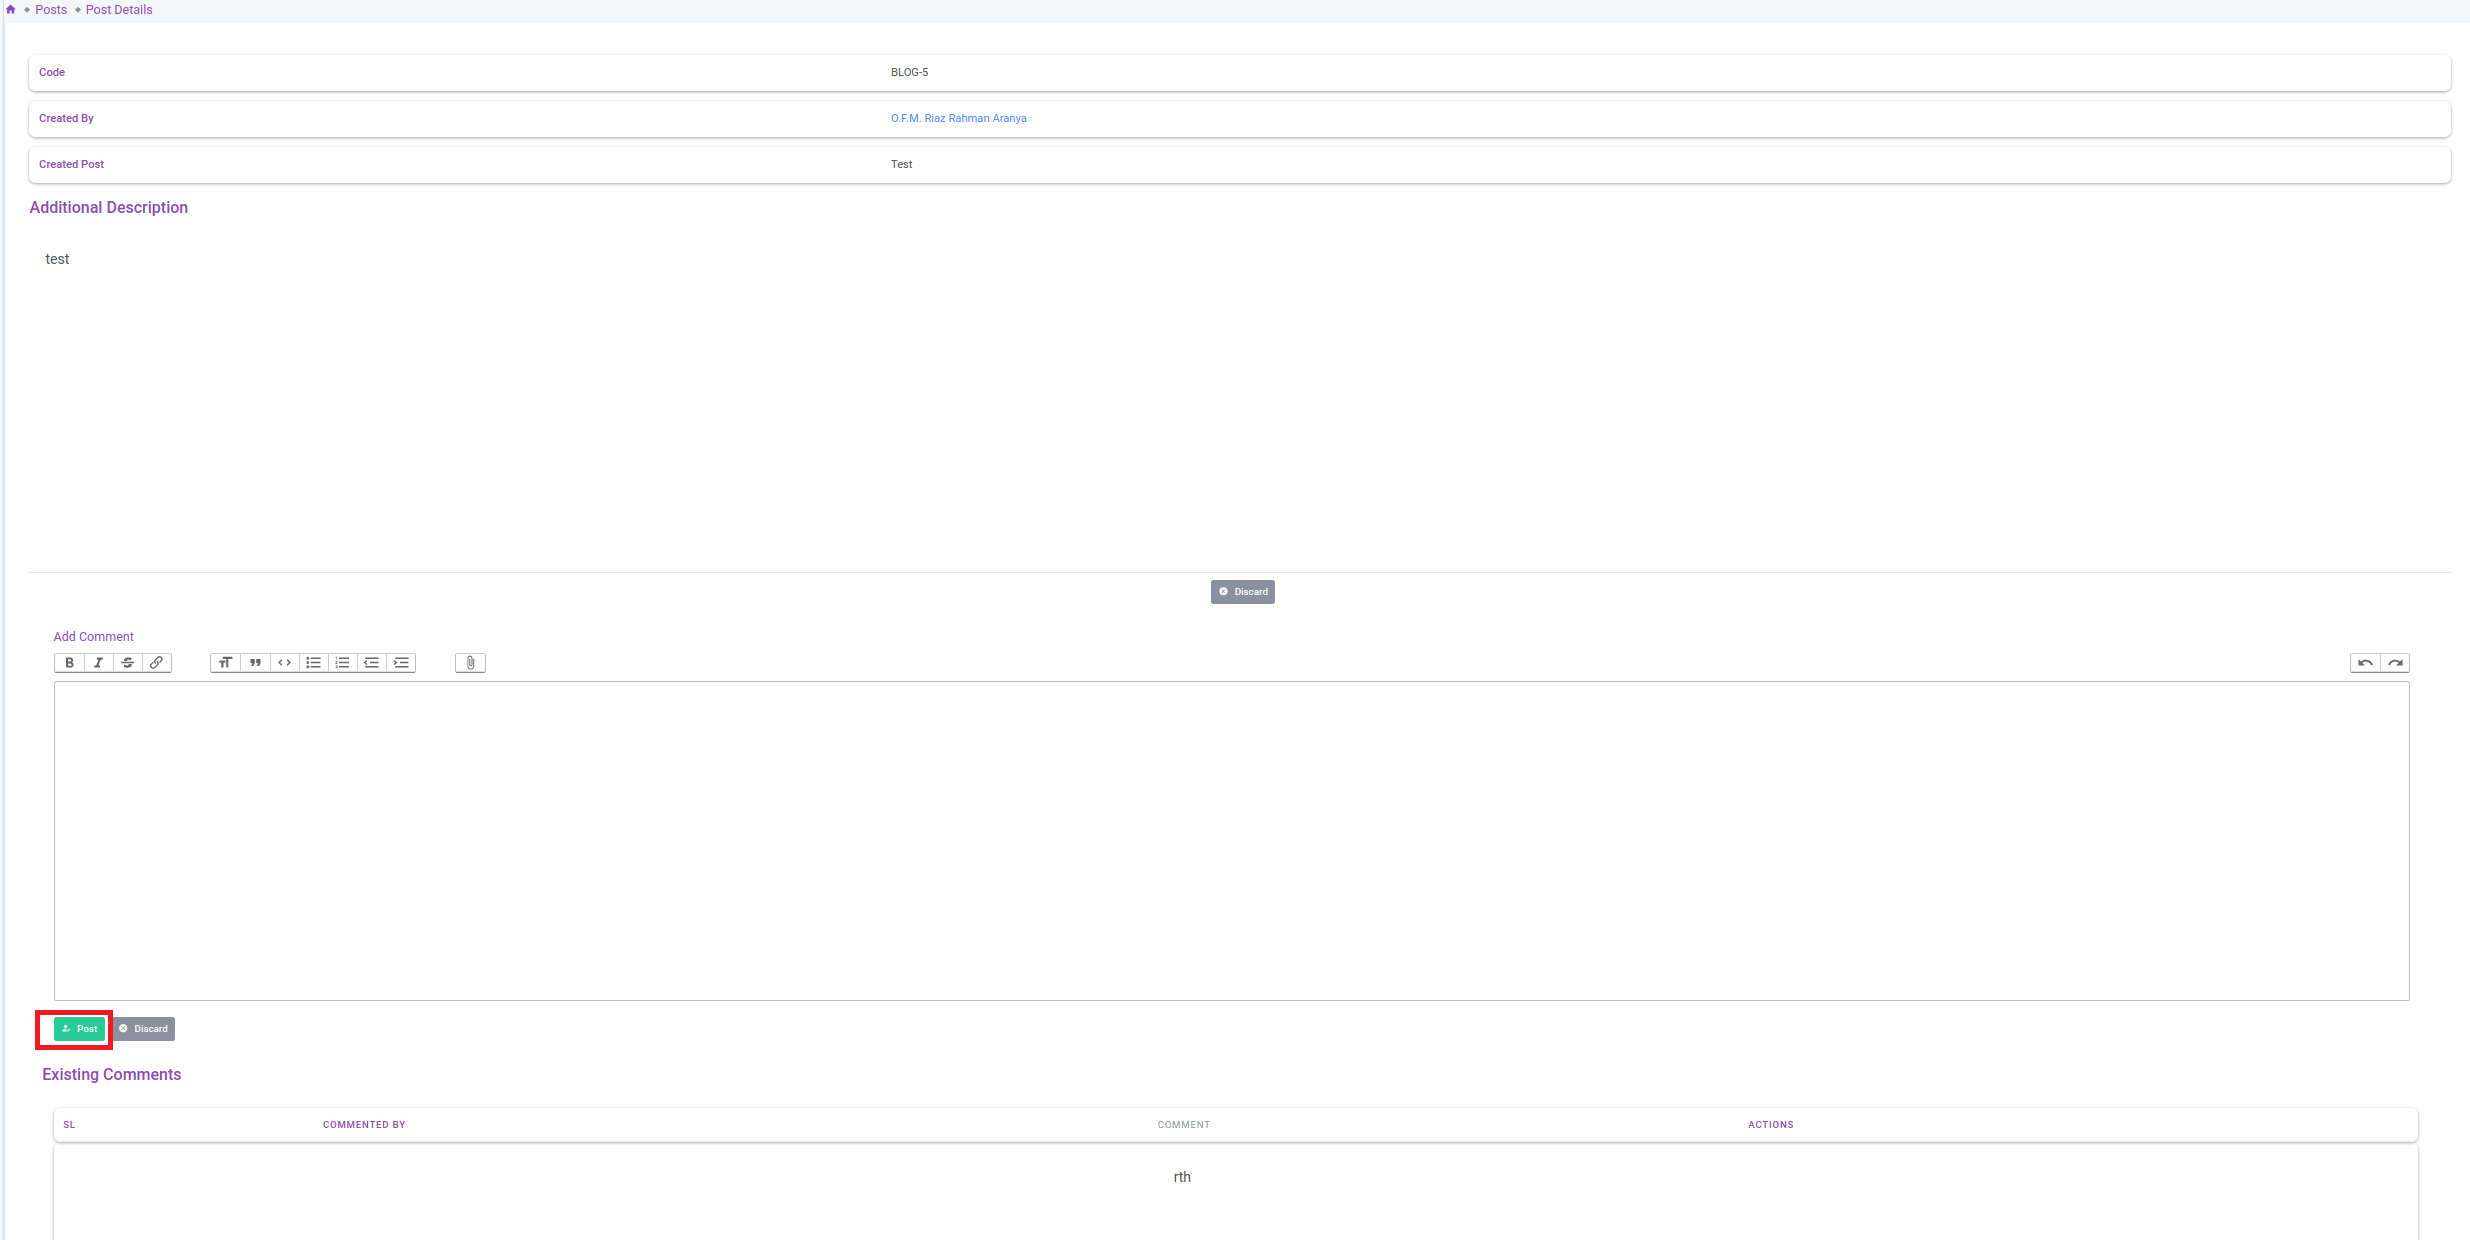 Posts Post Details
Code BLOG-5
Created By O.F.M. Riaz Rahman Aranya
Created Post Test
Additional Description
test
Discard
Add Comment
Post Discard
Existing Comments
SL COMMENTED BY COMMENT ACTIONS
rth